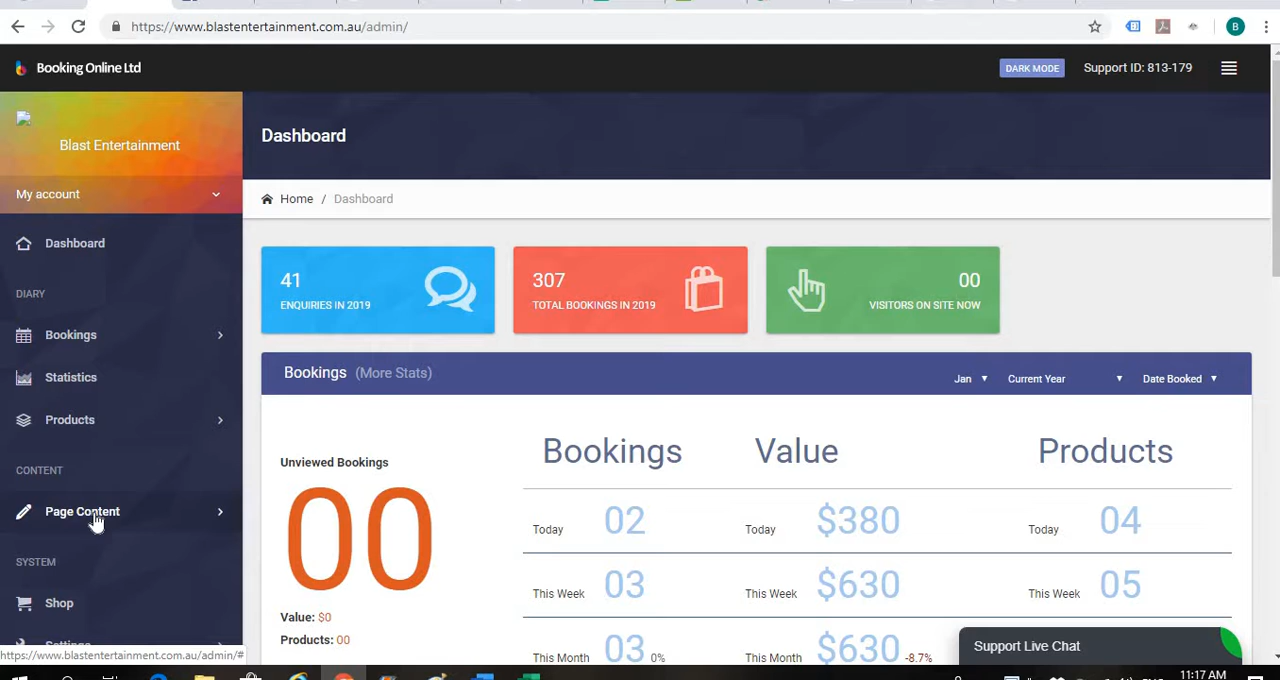 https://www.blastentertainment.com.au/admin/
B
Booking Online Ltd
DARK MODE
Support ID: 813-179
Blast Entertainment
My account
Dashboard
Home / Dashboard
Dashboard
DIARY
Bookings
Statistics
Products
CONTENT
Page Content
SYSTEM
Shop
Settings
41
ENQUIRIES IN 2019
307
TOTAL BOOKINGS IN 2019
00
VISITORS ON SITE NOW
Bookings (More Stats)
Jan
Current Year
Date Booked
Unviewed Bookings
00
Value: $0
Products: 00
Bookings Value Products
Today 02 Today $380 Today 04
This Week 03 This Week $630 This Week 05
This Month 03 0% This Month $630 -8.7%
Support Live Chat
https://www.blastentertainment.com.au/admin/#
11:17 AM